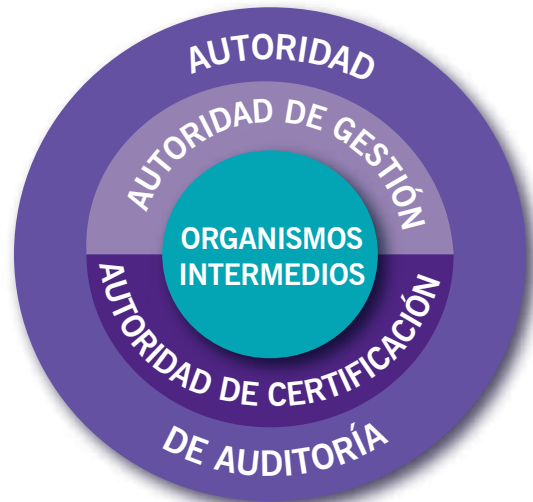 AUTORIDAD
AUTORIDAD DE GESTIÓN
ORGANISMOS
INTERMEDIOS
AUTORIDAD DE CERTIFICACIÓN
DE AUDITORÍA